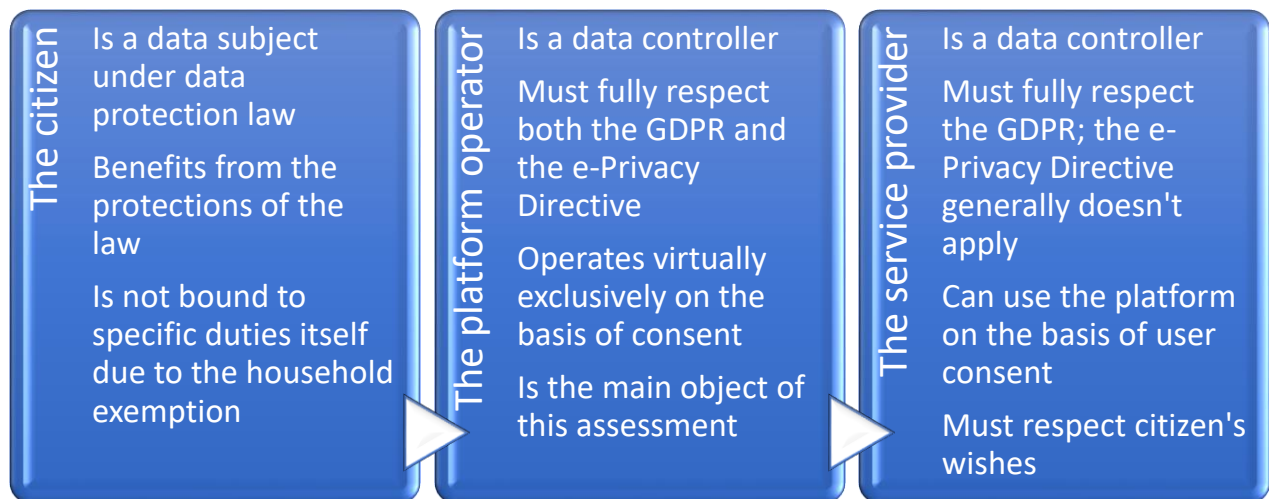 The citizen
Is a data subject
under data
protection law
Benefits from the
protections of the
law
Is not bound to
specific duties itself
due to the household
exemption
The platform operator
Is a data controller
Must fully respect
both the GDPR and
the e-Privacy
Directive
Operates virtually
exclusively on the
basis of consent
Is the main object of
this assessment
The service provider
Is a data controller
Must fully respect
the GDPR; the e-
Privacy Directive
generally doesn't
apply
Can use the platform
on the basis of user
consent
Must respect citizen's
wishes